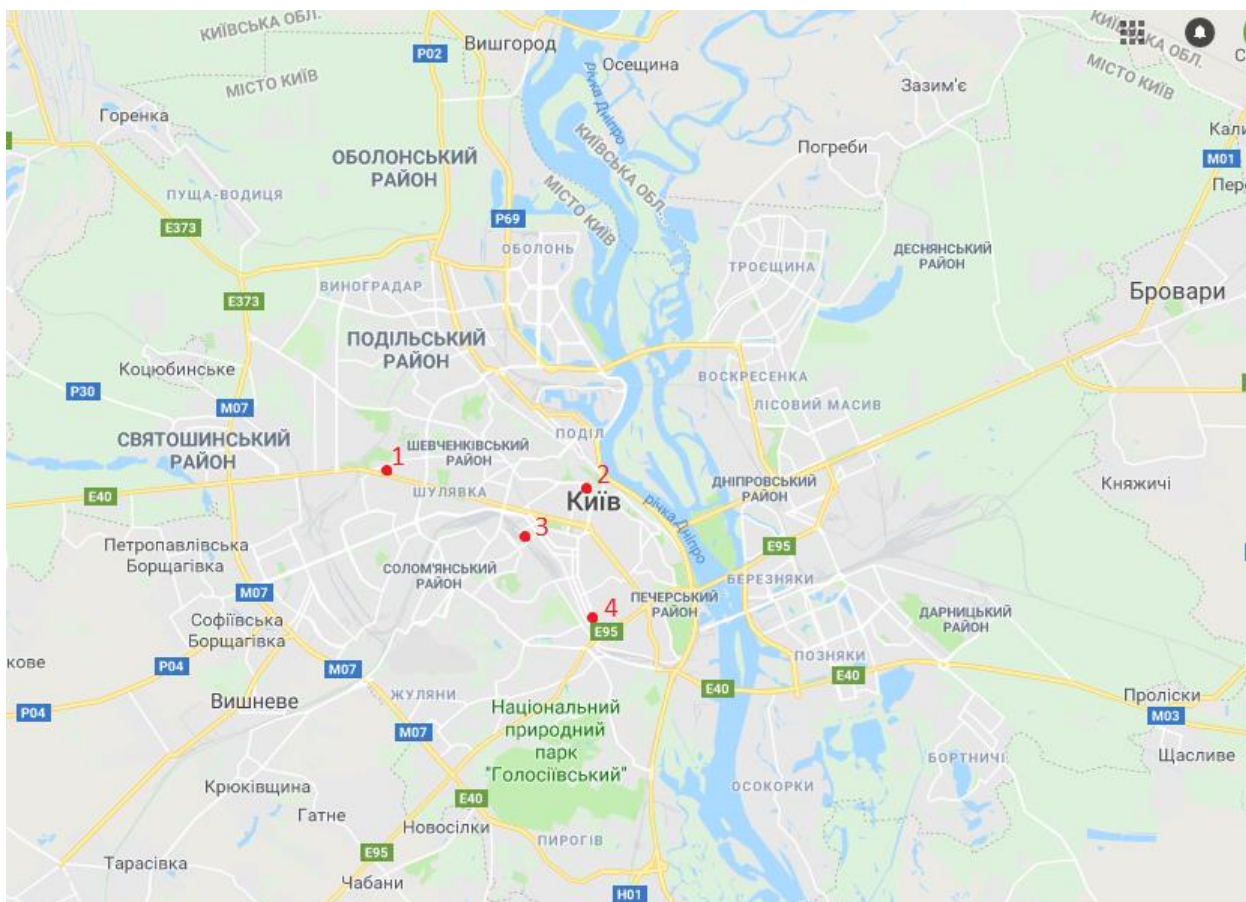 КИЇВСЬКА ОБЛ.
МІСТО КИЇВ
P02
Вишгород
Осещина
річка Дніпро
КИЇВСЬКА ОБЛ.
МІСТО КИЇВ
КИЇВСЬКА ОБЛ.
МІСТО КИЇВ
С
Зазим'є
Горенка
Погреби
Кали
M01
Пер
ОБОЛОНСЬКИЙ
РАЙОН
ПУЩА-ВОДИЦЯ
E373
P69
ОБОЛОНЬ
ТРОЄЩИНА
ДЕСНЯНСЬКИЙ
РАЙОН
ВИНОГРАДАР
E373
Бровари
ПОДІЛЬСЬКИЙ
РАЙОН
Коцюбинське
P30
M07
ВОСКРЕСЕНКА
ЛІСОВИЙ МАСИВ
СВЯТОШИНСЬКИЙ
РАЙОН
ПОДІЛ
ШЕВЧЕНКІВСЬКИЙ
РАЙОН
1
2
E40
ШУЛЯВКА
Київ
річка Дніпро
ДНІПРОВСЬКИЙ
РАЙОН
Княжичі
3
Петропавлівська
Борщагівка
СОЛОМ'ЯНСЬКИЙ
РАЙОН
E95
БЕРЕЗНЯКИ
M07
ПЕЧЕРСЬКИЙ
РАЙОН
4
E95
Софіївська
Борщагівка
ДАРНИЦЬКИЙ
РАЙОН
кове
P04
M07
ПОЗНЯКИ
E40
E40
P04
Вишневе
ЖУЛЯНИ
M07
Національний
природний
парк
"Голосіївський"
Проліски
M03
Щасливе
БОРТНИЧІ
Крюківщина
E40
ОСОКОРКИ
Гатне
Новосілки
ПИРОГІВ
E95
Тарасівка
Чабани
H01